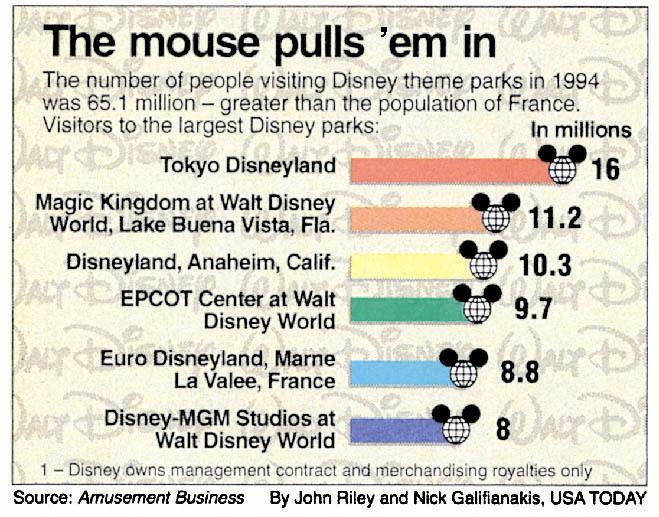 The mouse pulls 'em in
The number of people visiting Disney theme parks in 1994
was 65.1 million – greater than the population of France.
Visitors to the largest Disney parks:
In millions
Tokyo Disneyland 16
Magic Kingdom at Walt Disney
World, Lake Buena Vista, Fla. 11.2
Disneyland, Anaheim, Calif. 10.3
EPCOT Center at Walt
Disney World 9.7
Euro Disneyland, Marne
La Valee, France 8.8
Disney-MGM Studios at
Walt Disney World 8
1 – Disney owns management contract and merchandising royalties only
Source: Amusement Business By John Riley and Nick Galifianakis, USA TODAY